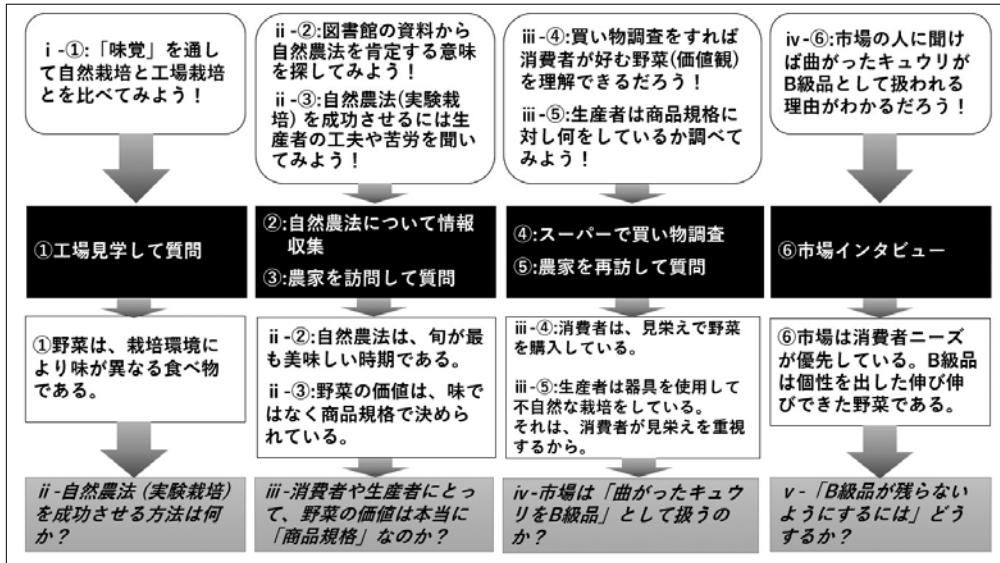 ⅰ-①:「味覚」を通し
て自然栽培と工場栽培
とを比べてみよう！
ⅱ-②:図書館の資料から
自然農法を肯定する意味
を探してみよう！
ⅱ-③:自然農法(実験栽
培) を成功させるには生
産者の工夫や苦労を聞い
てみよう！
ⅲ-④:買い物調査をすれば
消費者が好む野菜(価値観)
を理解できるだろう！
ⅲ-⑤:生産者は商品規格に
対し何をしているか調べて
みよう！
ⅳ-⑥:市場の人に聞け
ば曲がったキュウリが
B級品として扱われる
理由がわかるだろう！
①工場見学して質問
②:自然農法について情報
収集
③:農家を訪問して質問
④:スーパーで買い物調査
⑤:農家を再訪して質問
⑥市場インタビュー
①野菜は、栽培環境に
より味が異なる食べ物
である。
ⅱ-②:自然農法は、旬が最
も美味しい時期である。
ⅱ-③:野菜の価値は、味で
はなく商品規格で決めら
れている。
ⅲ-④:消費者は、見栄えで野菜
を購入している。
ⅲ-⑤:生産者は器具を使用して
不自然な栽培をしている。
それは、消費者が見栄えを重視
するから。
⑥市場は消費者ニーズ
が優先している。B級品
は個性を出した伸び伸
びできた野菜である。
ⅱ-自然農法 (実験栽培)
を成功させる方法は何
か？
ⅲ-消費者や生産者にとっ
て、野菜の価値は本当に
「商品規格」なのか？
ⅳ-市場は「曲がったキュウ
リをB級品」として扱うの
か？
ⅴ-「B級品が残らない
ようにするには」どう
するか？